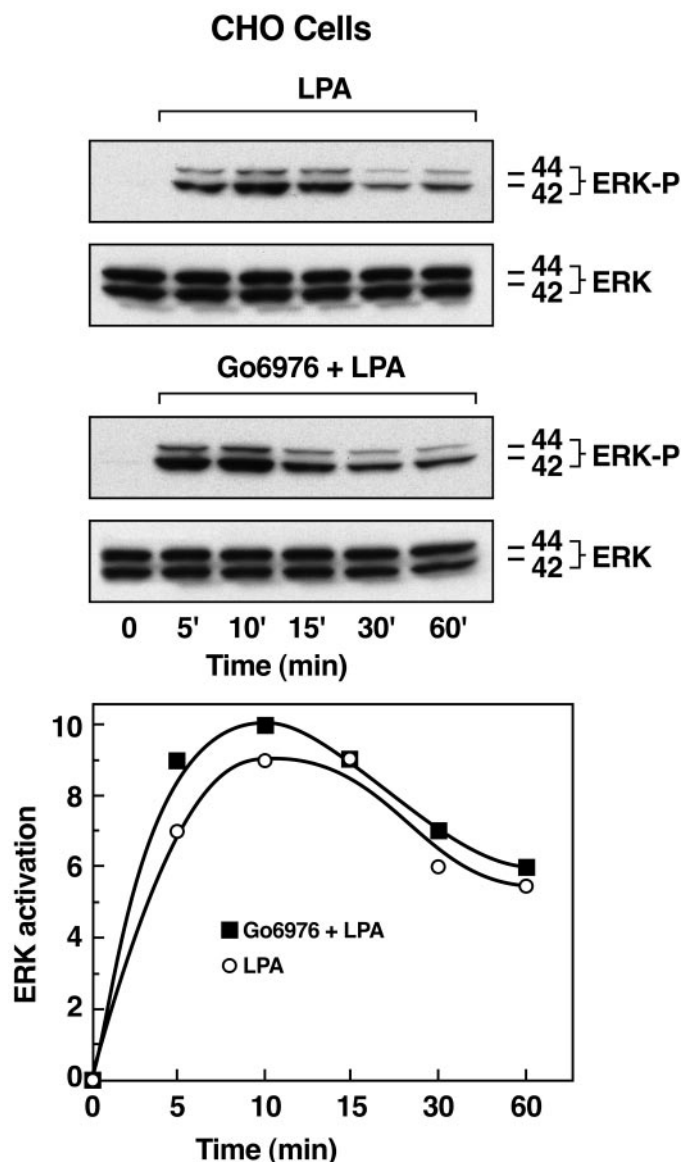 CHO Cells
LPA
44
42
ERK-P
44
42
ERK
Go6976 + LPA
44
42
ERK-P
44
42
ERK
0 5' 10' 15' 30' 60'
Time (min)
10
8
6
4
2
0
ERK activation
Go6976 + LPA
LPA
0 5 10 15 30 60
Time (min)